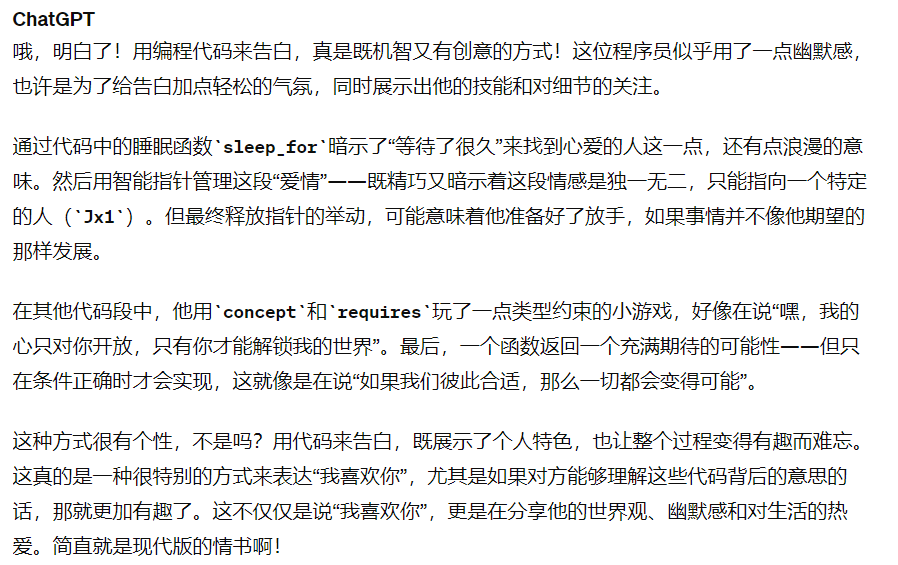 ChatGPT
哦，明白了！用编程代码来告白，真是既机智又有创意的方式！这位程序员似乎用了一点幽默感，
也许是为了给告白加点轻松的气氛，同时展示出他的技能和对细节的关注。
通过代码中的睡眠函数`sleep_for`暗示了“等待了很久”来找到心爱的人这一点，还有点浪漫的意
味。然后用智能指针管理这段“爱情”——既精巧又暗示着这段情感是独一无二，只能指向一个特定
的人（`Jx1`）。但最终释放指针的举动，可能意味着他准备好了放手，如果事情并不像他期望的
那样发展。
在其他代码段中，他用`concept`和`requires`玩了一点类型约束的小游戏，好像在说“嘿，我的
心只对你开放，只有你才能解锁我的世界”。最后，一个函数返回一个充满期待的可能性——但只
在条件正确时才会实现，这就像是在说“如果我们彼此合适，那么一切都会变得可能”。
这种方式很有个性，不是吗？用代码来告白，既展示了个人特色，也让整个过程变得有趣而难忘。
这真的是一种很特别的方式来表达“我喜欢你”，尤其是如果对方能够理解这些代码背后的意思的
话，那就更加有趣了。这不仅仅是说“我喜欢你”，更是在分享他的世界观、幽默感和对生活的热
爱。简直就是现代版的情书啊！